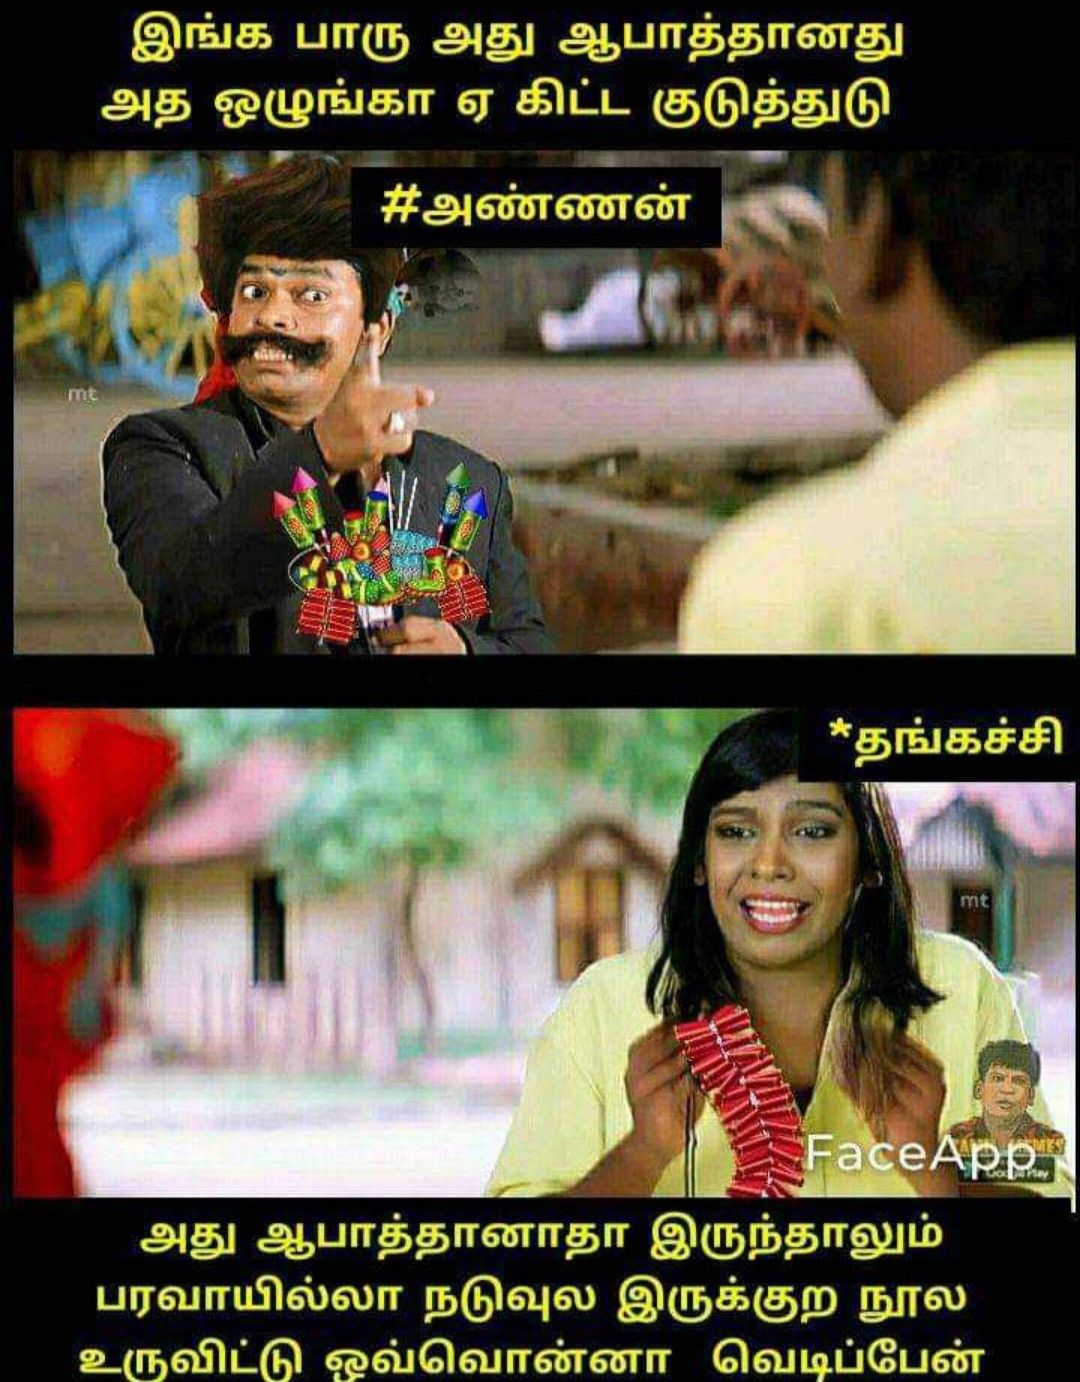 இங்க பாரு அது ஆபாத்தானது
அத ஒழுங்கா ஏ கிட்ட குடுத்துடு
#அண்ணன்
mt
*தங்கச்சி
mt
FaceApp
அது ஆபாத்தானாதா இருந்தாலும்
பரவாயில்லா நடுவுல இருக்குற நூல
உருவிட்டு ஒவ்வொன்னா வெடிப்பேன்